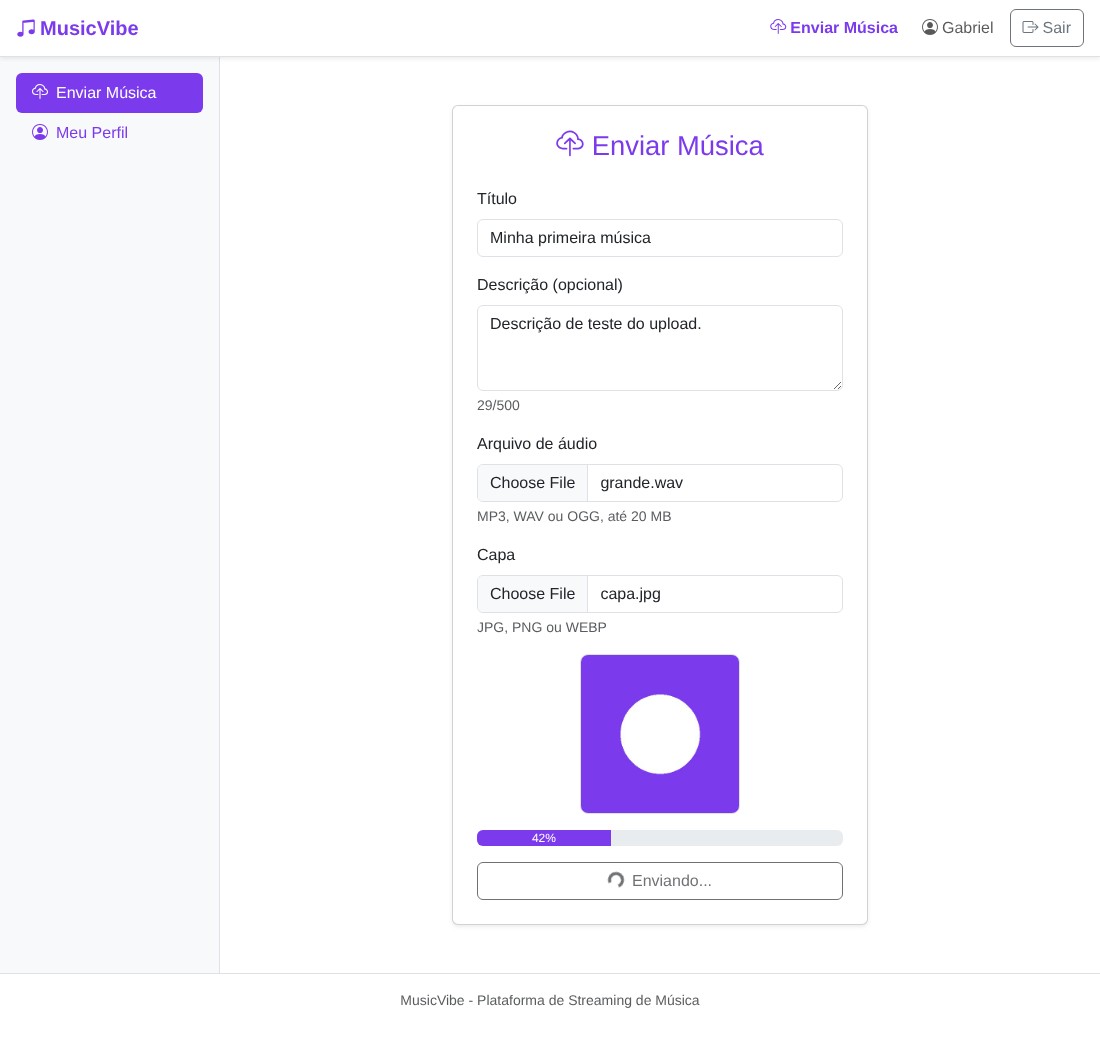 MusicVibe
Enviar Música
Gabriel
Sair
Enviar Música
Meu Perfil
Enviar Música
Título
Minha primeira música
Descrição (opcional)
Descrição de teste do upload.
29/500
Arquivo de áudio
Choose File grande.wav
MP3, WAV ou OGG, até 20 MB
Capa
Choose File capa.jpg
JPG, PNG ou WEBP
42%
Enviando...
MusicVibe - Plataforma de Streaming de Música